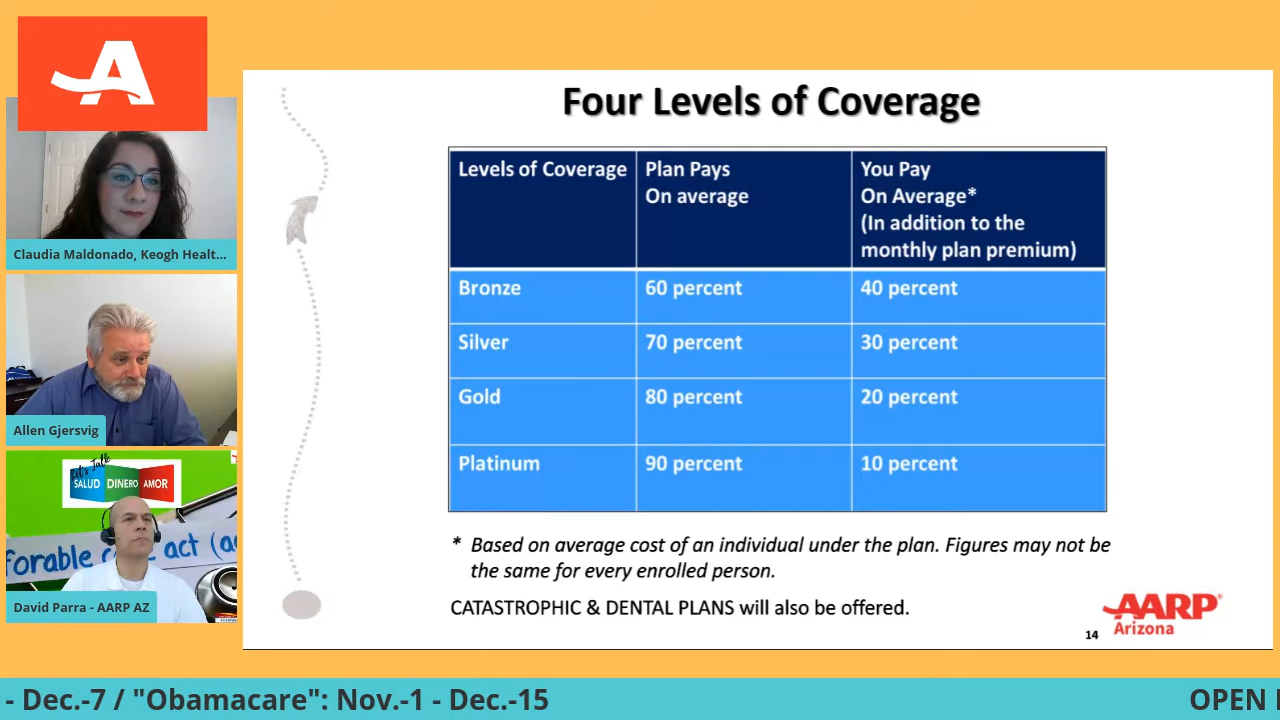 A
Claudia Maldonado, Keogh Healt...
Allen Gjersvig
Let's Talk
SALUD DINERO AMOR
forable care act (a
David Parra - AARP AZ
Four Levels of Coverage
Levels of Coverage
Plan Pays
On average
You Pay
On Average*
(In addition to the
monthly plan premium)
Bronze 60 percent 40 percent
Silver 70 percent 30 percent
Gold 80 percent 20 percent
Platinum 90 percent 10 percent
* Based on average cost of an individual under the plan. Figures may not be
the same for every enrolled person.
CATASTROPHIC & DENTAL PLANS will also be offered.
AARP®
Arizona
14
- Dec.-7 / "Obamacare": Nov.-1 - Dec.-15
OPEN